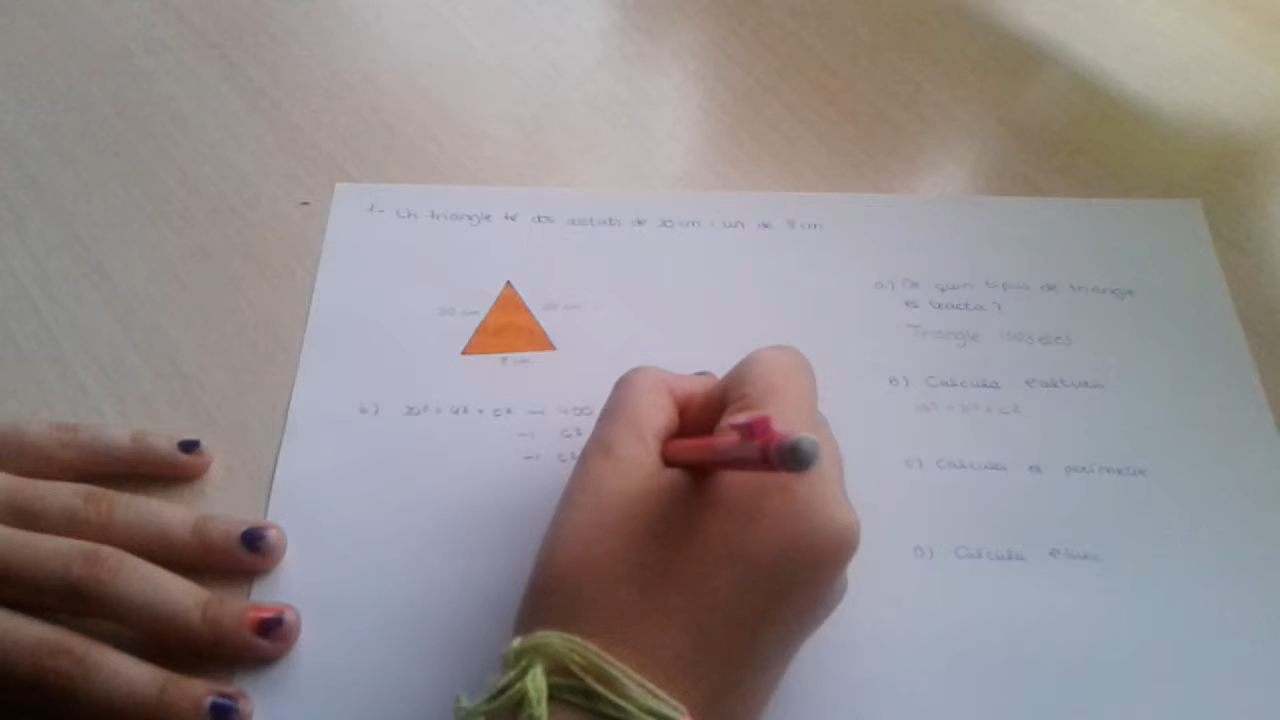 1- Un triangle té dos costats de 20 cm i un de 8 cm
20 cm
20 cm
8 cm
a) De quin tipus de triangle
es tracta?
Triangle isòsceles
B) Calcula l'altura
c) Calcula el perímetre
D) Calcula l'àrea
b) 20² = 4² + c² → 400
→ c²
→ c²